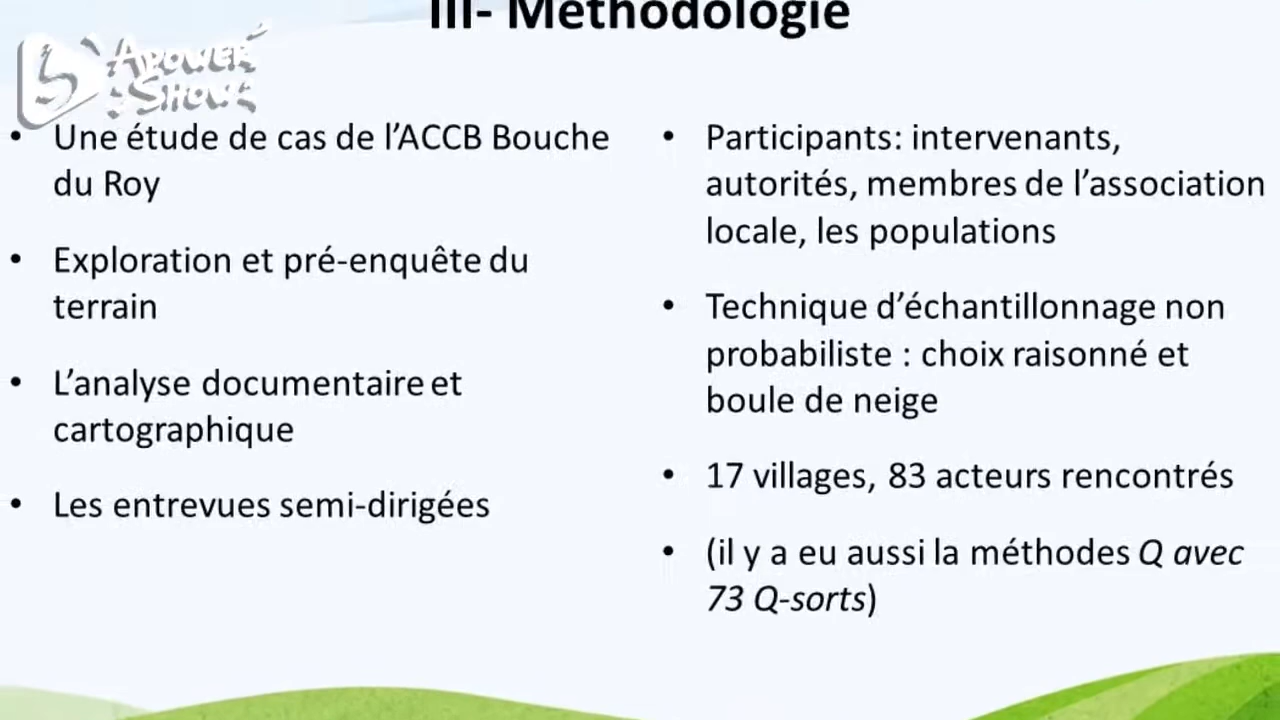 III- Méthodologie
APOWER
SHOW
• Une étude de cas de l'ACCB Bouche
du Roy
• Exploration et pré-enquête du
terrain
• L'analyse documentaire et
cartographique
• Les entrevues semi-dirigées
• Participants: intervenants,
autorités, membres de l'association
locale, les populations
• Technique d'échantillonnage non
probabiliste : choix raisonné et
boule de neige
• 17 villages, 83 acteurs rencontrés
• (il y a eu aussi la méthodes Q avec
73 Q-sorts)